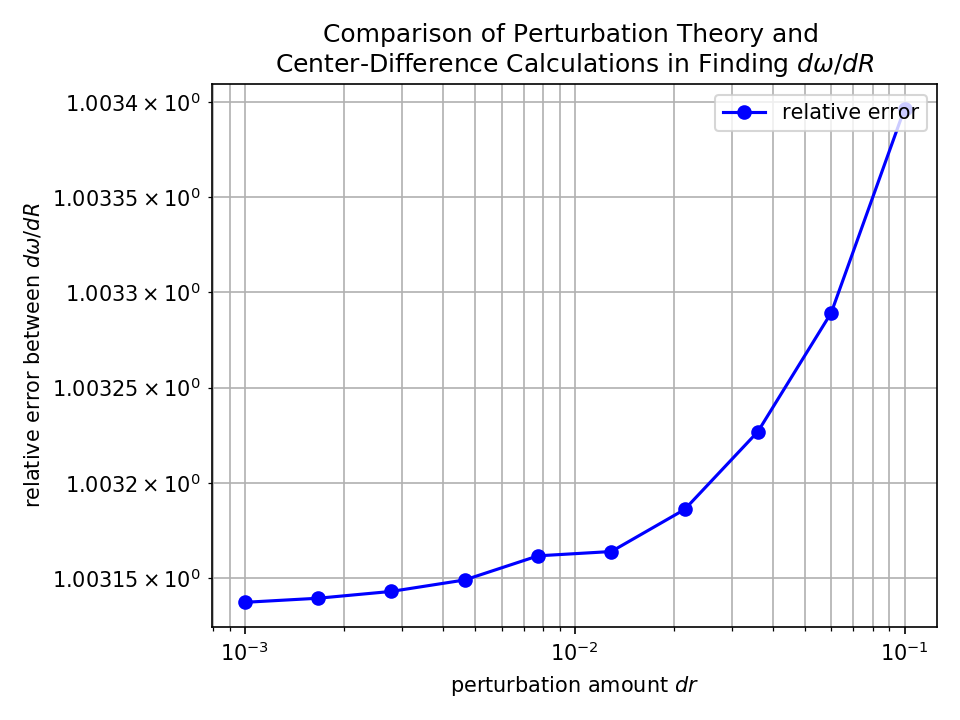 Comparison of Perturbation Theory and
Center-Difference Calculations in Finding dω/dR
relative error
relative error between dω/dR
1.0034 × 10⁰
1.00335 × 10⁰
1.0033 × 10⁰
1.00325 × 10⁰
1.0032 × 10⁰
1.00315 × 10⁰
10⁻³ 10⁻² 10⁻¹
perturbation amount dr